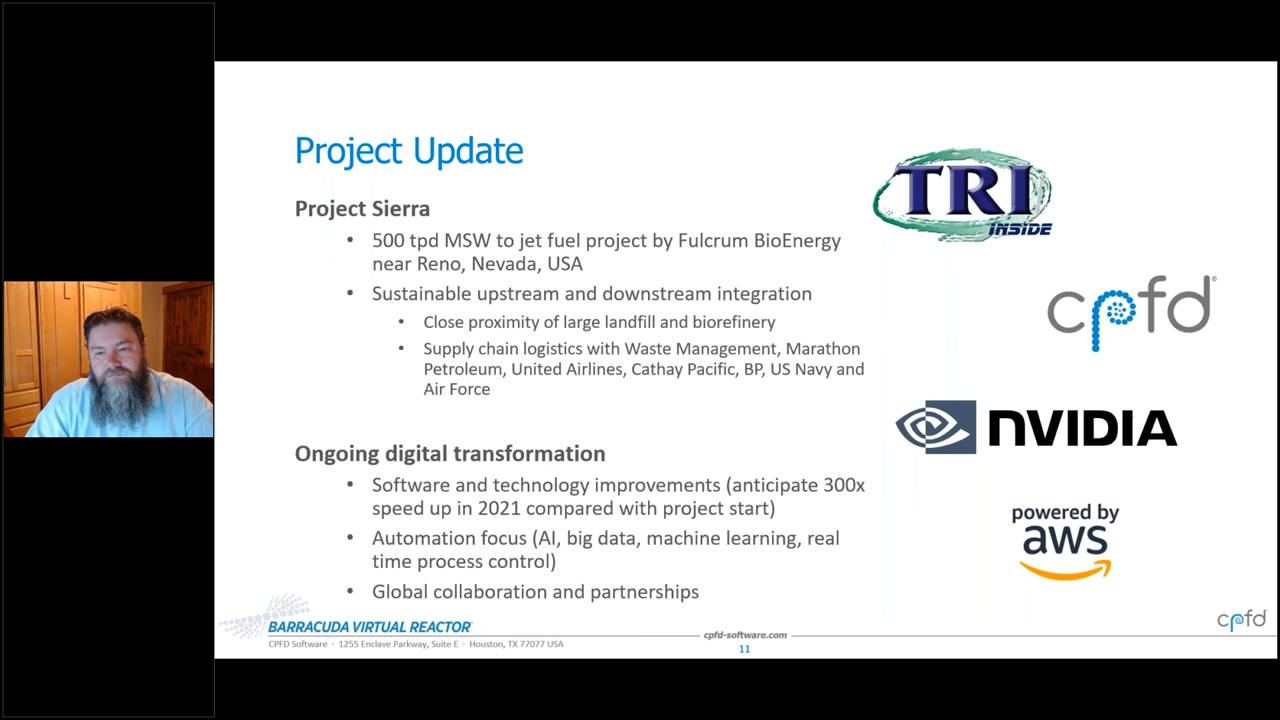 Project Update
Project Sierra
• 500 tpd MSW to jet fuel project by Fulcrum BioEnergy
near Reno, Nevada, USA
• Sustainable upstream and downstream integration
• Close proximity of large landfill and biorefinery
• Supply chain logistics with Waste Management, Marathon
Petroleum, United Airlines, Cathay Pacific, BP, US Navy and
Air Force
Ongoing digital transformation
• Software and technology improvements (anticipate 300x
speed up in 2021 compared with project start)
• Automation focus (AI, big data, machine learning, real
time process control)
• Global collaboration and partnerships
TRI
INSIDE
cpfd®
NVIDIA
powered by
aws
BARRACUDA VIRTUAL REACTOR
CPFD Software · 1255 Enclave Parkway, Suite E · Houston, TX 77077 USA
cpfd-software.com
11
cpfd